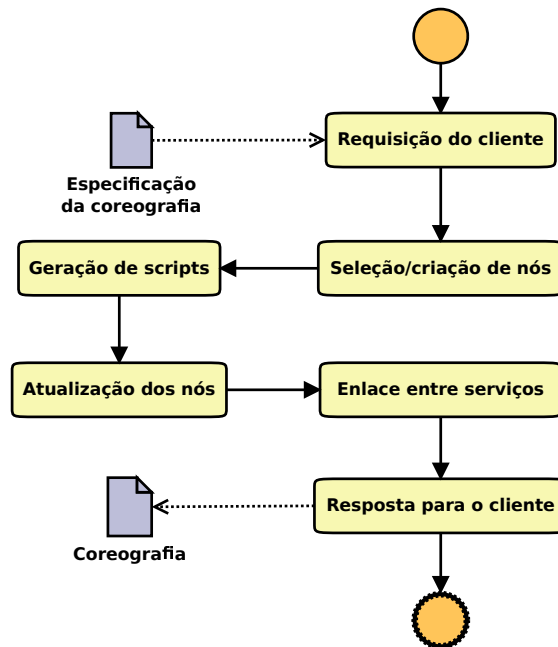 Requisição do cliente
Especificação
da coreografia
Seleção/criação de nós
Geração de scripts
Atualização dos nós
Enlace entre serviços
Resposta para o cliente
Coreografia